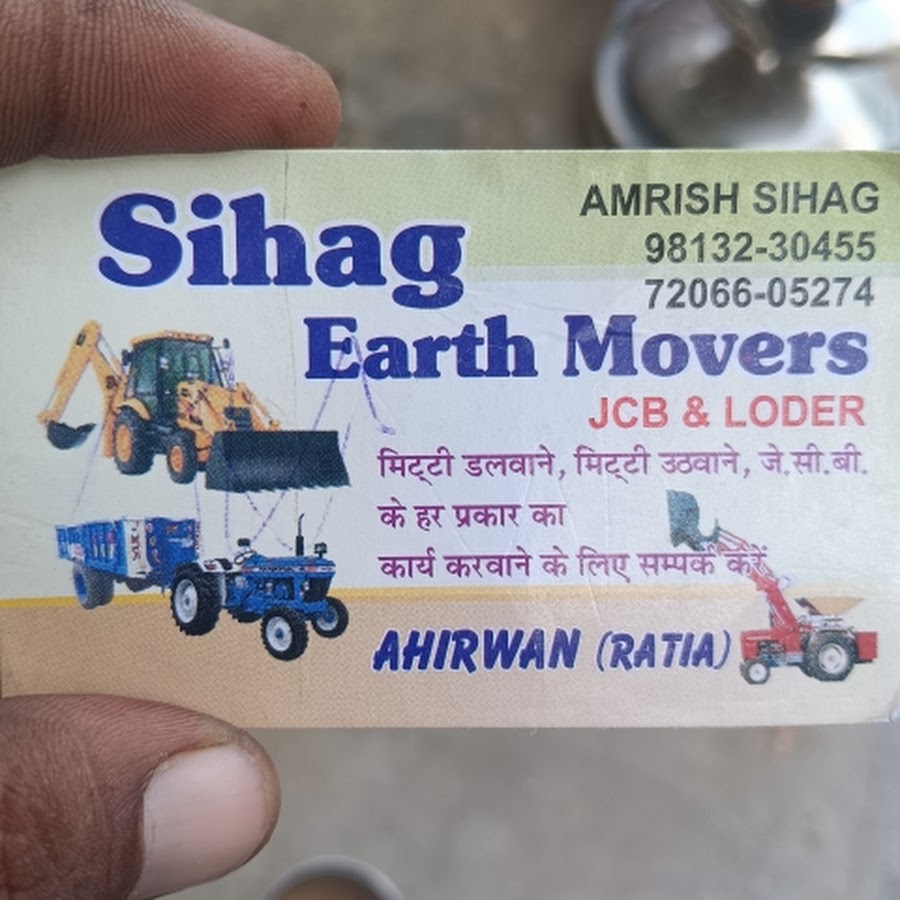 Sihag
AMRISH SIHAG
98132-30455
72066-05274
Earth Movers
JCB & LODER
मिट्टी डलवाने, मिट्टी उठवाने, जे.सी.बी.
के हर प्रकार का
कार्य करवाने के लिए सम्पर्क करें
AHIRWAN (RATIA)